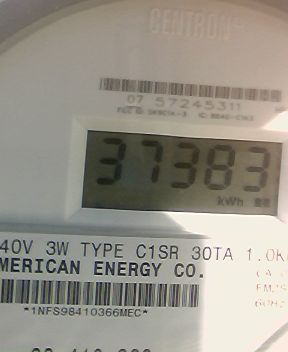 CENTRON
07 57245311
37383
kWh
40V 3W TYPE C1SR 30TA 1.0K
MERICAN ENERGY CO.
*1NFS98410366MEC*